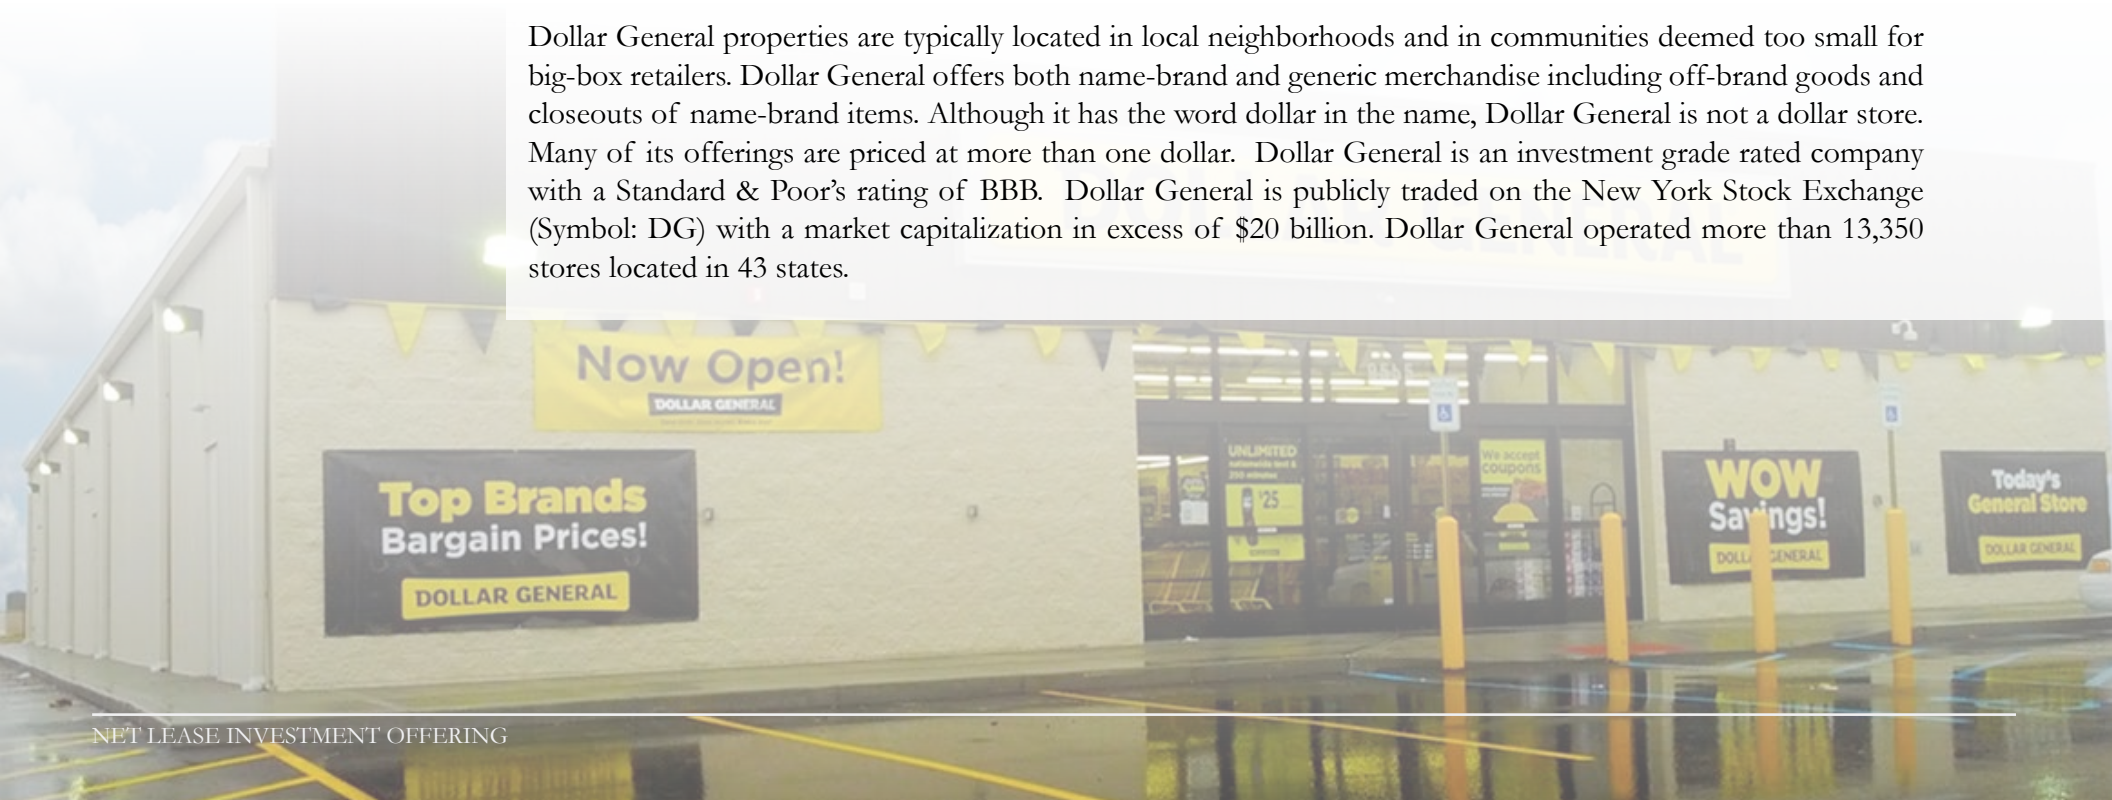 Dollar General properties are typically located in local neighborhoods and in communities deemed too small for
big-box retailers. Dollar General offers both name-brand and generic merchandise including off-brand goods and
closeouts of name-brand items. Although it has the word dollar in the name, Dollar General is not a dollar store.
Many of its offerings are priced at more than one dollar. Dollar General is an investment grade rated company
with a Standard & Poor’s rating of BBB. Dollar General is publicly traded on the New York Stock Exchange
(Symbol: DG) with a market capitalization in excess of $20 billion. Dollar General operated more than 13,350
stores located in 43 states.
Now Open!
DOLLAR GENERAL
Top Brands
Bargain Prices!
DOLLAR GENERAL
UNLIMITED
nationwide text &
250 minutes
$25
We accept
coupons
WOW
Savings!
DOLLAR GENERAL
Today's
General Store
DOLLAR GENERAL
NET LEASE INVESTMENT OFFERING